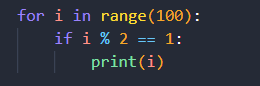 for i in range(100):
    if i % 2 == 1:
        print(i)